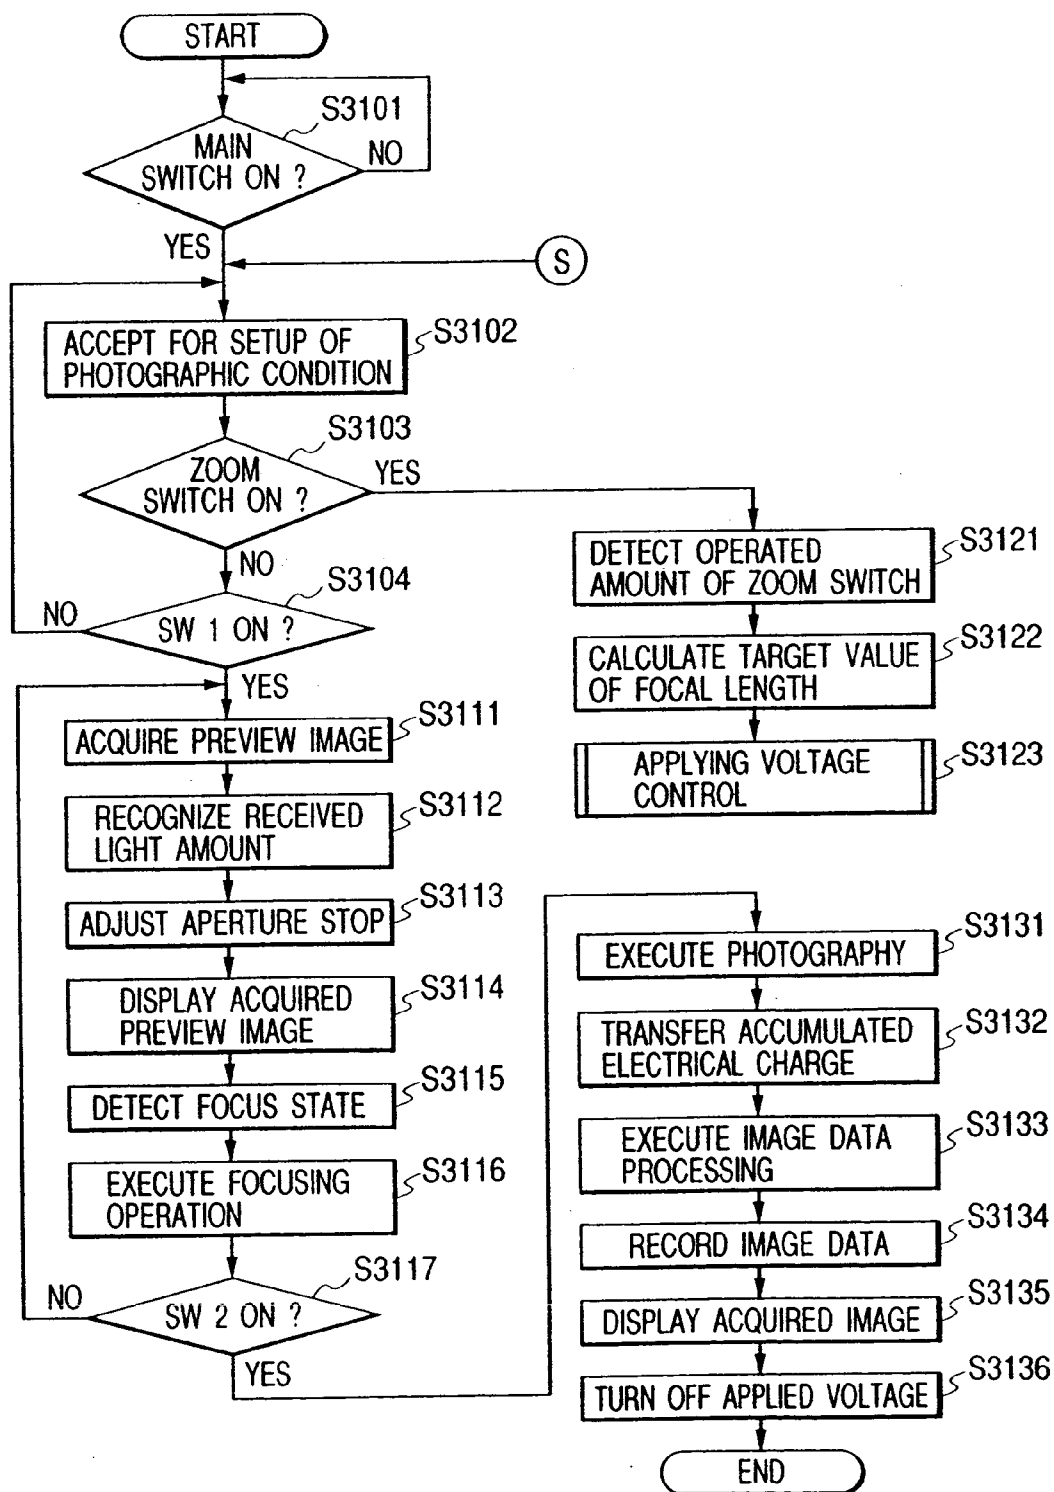 START
S3101
MAIN
SWITCH ON ?
NO
YES
S
S3102
ACCEPT FOR SETUP OF
PHOTOGRAPHIC CONDITION
S3103
ZOOM
SWITCH ON ?
YES
NO
S3104
SW 1 ON ?
NO
YES
S3111
ACQUIRE PREVIEW IMAGE
S3112
RECOGNIZE RECEIVED
LIGHT AMOUNT
S3113
ADJUST APERTURE STOP
S3114
DISPLAY ACQUIRED
PREVIEW IMAGE
S3115
DETECT FOCUS STATE
S3116
EXECUTE FOCUSING
OPERATION
S3117
SW 2 ON ?
NO
YES
S3121
DETECT OPERATED
AMOUNT OF ZOOM SWITCH
S3122
CALCULATE TARGET VALUE
OF FOCAL LENGTH
S3123
APPLYING VOLTAGE
CONTROL
S3131
EXECUTE PHOTOGRAPHY
S3132
TRANSFER ACCUMULATED
ELECTRICAL CHARGE
S3133
EXECUTE IMAGE DATA
PROCESSING
S3134
RECORD IMAGE DATA
S3135
DISPLAY ACQUIRED IMAGE
S3136
TURN OFF APPLIED VOLTAGE
END